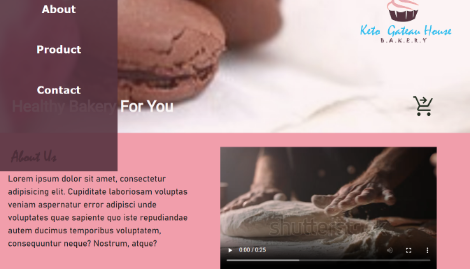 About
Product
Contact
Keto Gateau House
BAKERY
Healthy Bakery For You
About Us
Lorem ipsum dolor sit amet, consectetur
adipisicing elit. Cupiditate laboriosam voluptas
veniam aspernatur error adipisci unde
voluptates quae sapiente quo iste repudiandae
autem ducimus temporibus voluptatem,
consequuntur neque? Nostrum, atque?
shutterst
0:00 / 0:25